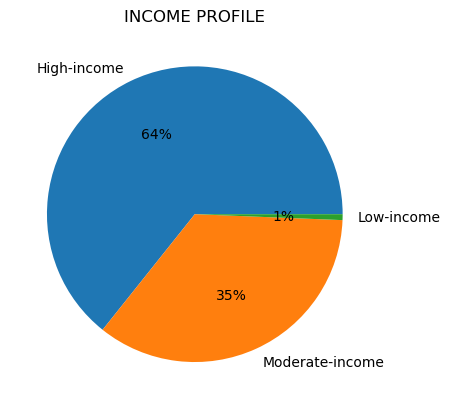 INCOME PROFILE
High-income
64%
1%
Low-income
35%
Moderate-income